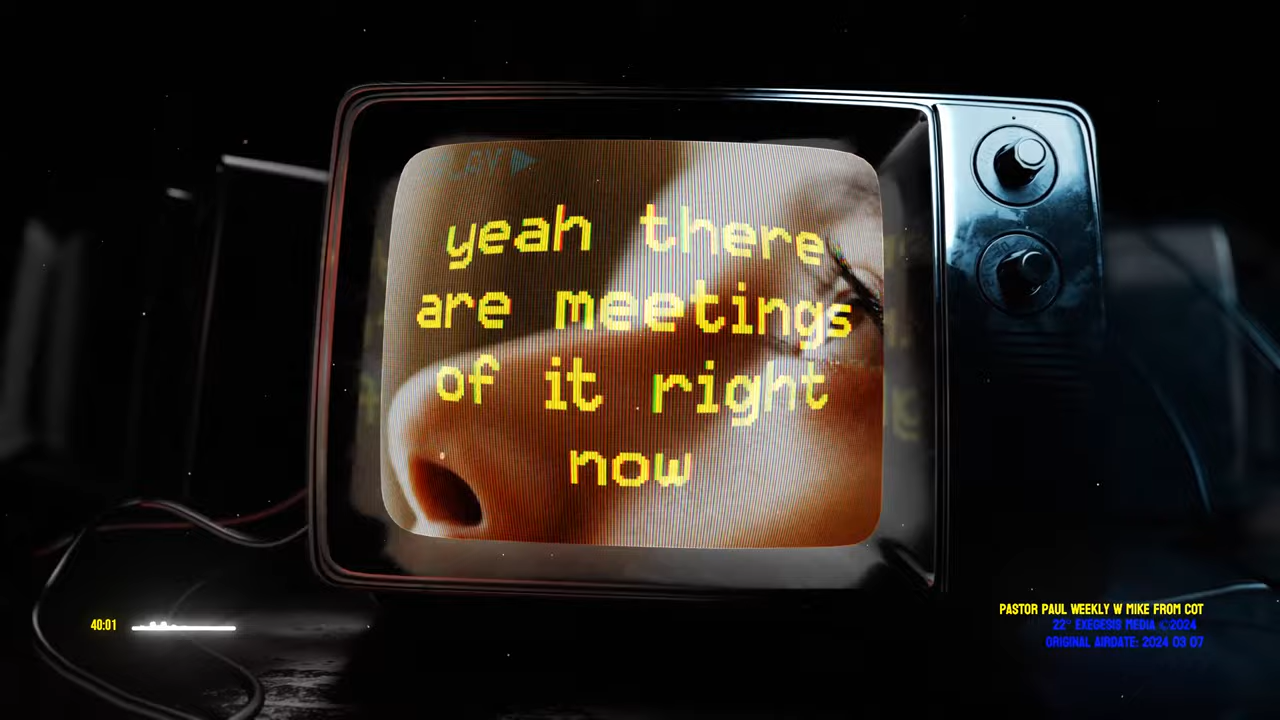 yeah there
are meetings
of it right
now
40:01
PASTOR PAUL WEEKLY W MIKE FROM COT
EXEGESIS MEDIA ©2024
ORIGINAL AIRDATE: 2024 03 07